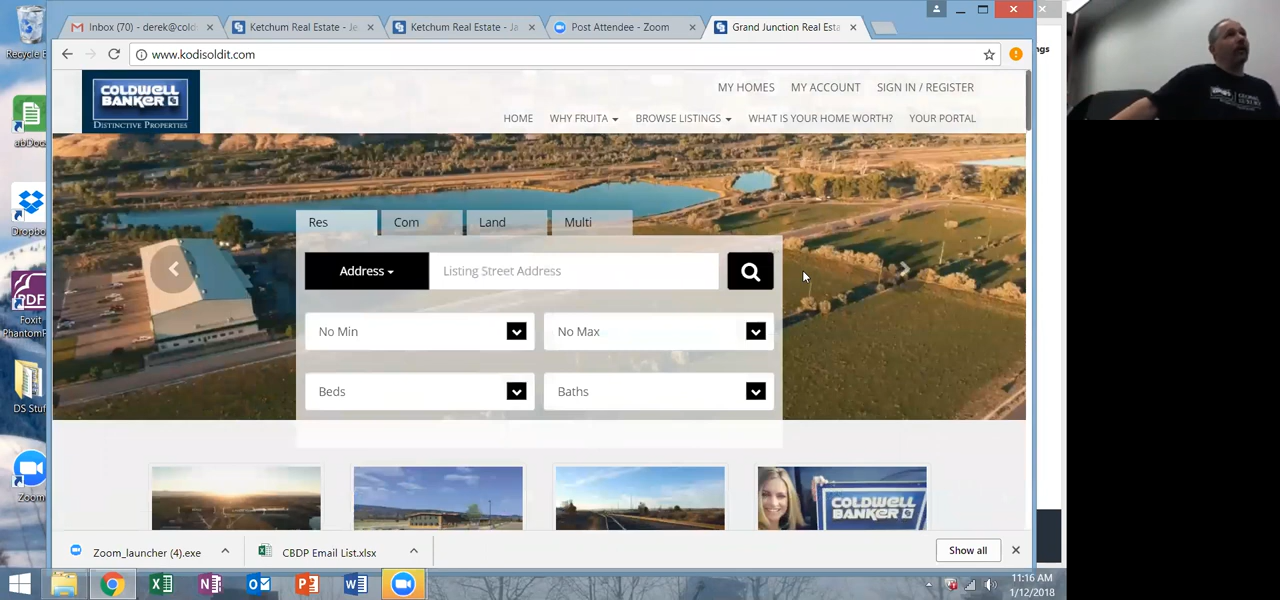 Recycle B
Inbox (70) - derek@cold
Ketchum Real Estate - Je
Ketchum Real Estate - Ja
Post Attendee - Zoom
Grand Junction Real Esta
ngs
www.kodisoldit.com
COLDWELL
BANKER
DISTINCTIVE PROPERTIES
MY HOMES
MY ACCOUNT
SIGN IN / REGISTER
HOME
WHY FRUITA
BROWSE LISTINGS
WHAT IS YOUR HOME WORTH?
YOUR PORTAL
abDoc
Dropbo
Foxit
PhantomP
DS Stuf
Zoom
Res
Com
Land
Multi
Address
Listing Street Address
No Min
No Max
Beds
Baths
COLDWELL
BANKER
Zoom_launcher (4).exe
CBDP Email List.xlsx
Show all
11:16 AM
1/12/2018